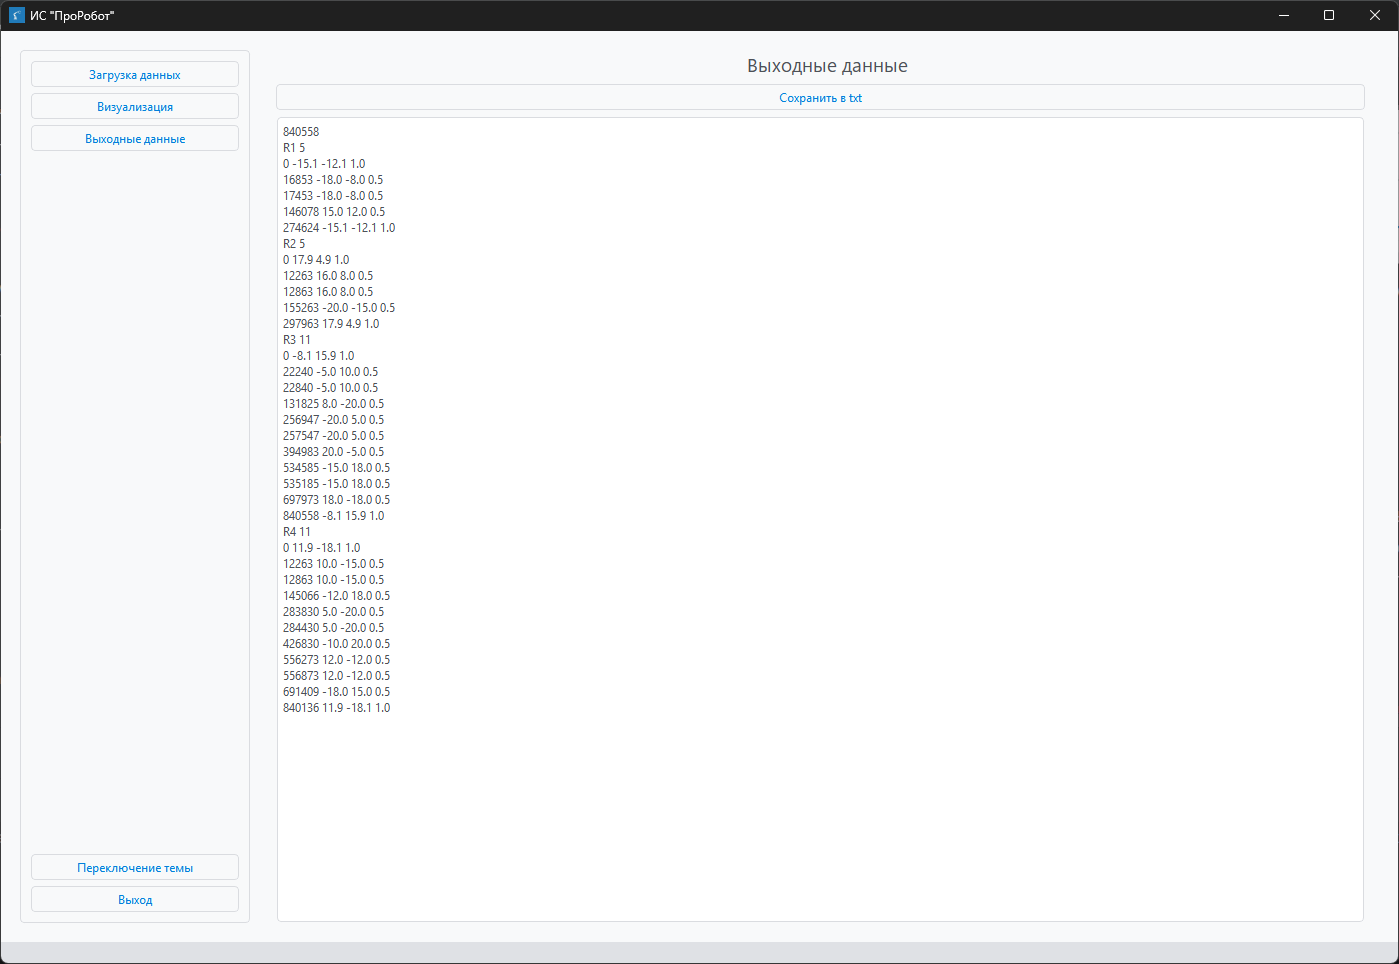 ИС "ПроРобот"
Загрузка данных
Визуализация
Выходные данные
Переключение темы
Выход
Выходные данные
Сохранить в txt
840558
R1 5
0 -15.1 -12.1 1.0
16853 -18.0 -8.0 0.5
17453 -18.0 -8.0 0.5
146078 15.0 12.0 0.5
274624 -15.1 -12.1 1.0
R2 5
0 17.9 4.9 1.0
12263 16.0 8.0 0.5
12863 16.0 8.0 0.5
155263 -20.0 -15.0 0.5
297963 17.9 4.9 1.0
R3 11
0 -8.1 15.9 1.0
22240 -5.0 10.0 0.5
22840 -5.0 10.0 0.5
131825 8.0 -20.0 0.5
256947 -20.0 5.0 0.5
257547 -20.0 5.0 0.5
394983 20.0 -5.0 0.5
534585 -15.0 18.0 0.5
535185 -15.0 18.0 0.5
697973 18.0 -18.0 0.5
840558 -8.1 15.9 1.0
R4 11
0 11.9 -18.1 1.0
12263 10.0 -15.0 0.5
12863 10.0 -15.0 0.5
145066 -12.0 18.0 0.5
283830 5.0 -20.0 0.5
284430 5.0 -20.0 0.5
426830 -10.0 20.0 0.5
556273 12.0 -12.0 0.5
556873 12.0 -12.0 0.5
691409 -18.0 15.0 0.5
840136 11.9 -18.1 1.0